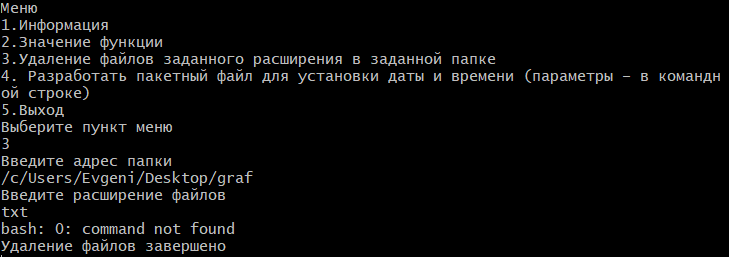 Меню
1.Информация
2.Значение функции
3.Удаление файлов заданного расширения в заданной папке
4. Разработать пакетный файл для установки даты и времени (параметры – в командн
ой строке)
5.Выход
Выберите пункт меню
3
Введите адрес папки
/c/Users/Evgeni/Desktop/graf
Введите расширение файлов
txt
bash: 0: command not found
Удаление файлов завершено